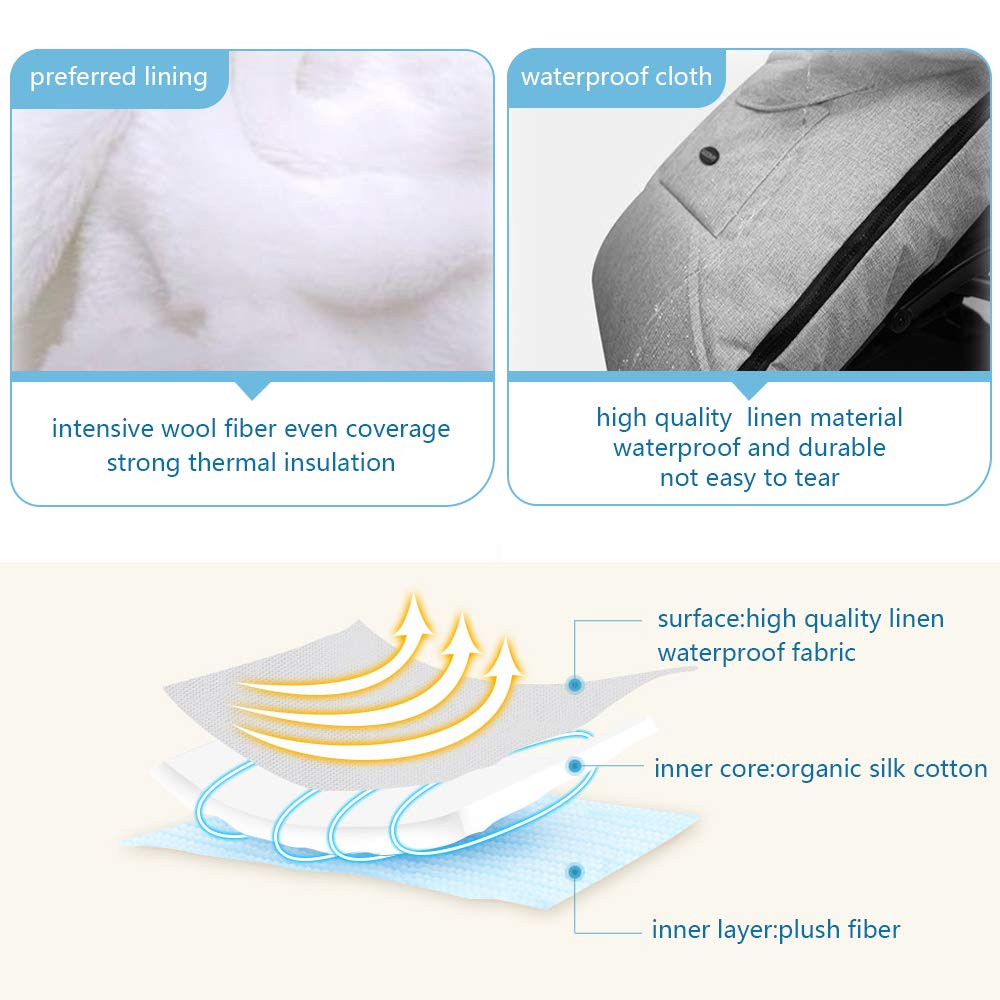 preferred lining
intensive wool fiber even coverage
strong thermal insulation
waterproof cloth
high quality linen material
waterproof and durable
not easy to tear
surface:high quality linen
waterproof fabric
inner core:organic silk cotton
inner layer:plush fiber